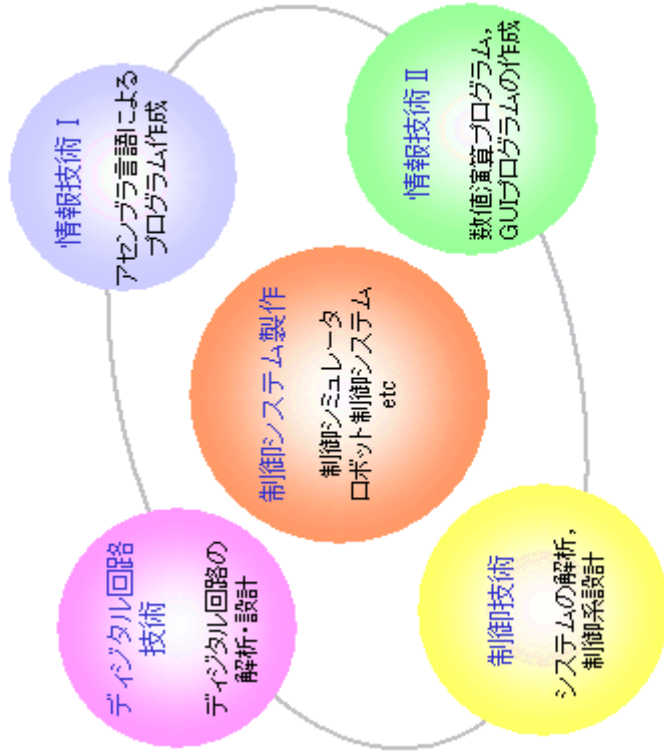 ディジタル回路
技術
ディジタル回路の
解析・設計
情報技術 Ⅰ
アセンブラ言語による
プログラム作成
制御システム製作
制御シミュレータ
ロボット制御システム
etc
制御技術
システムの解析，
制御系設計
情報技術 Ⅱ
数値演算プログラム，
GUIプログラムの作成